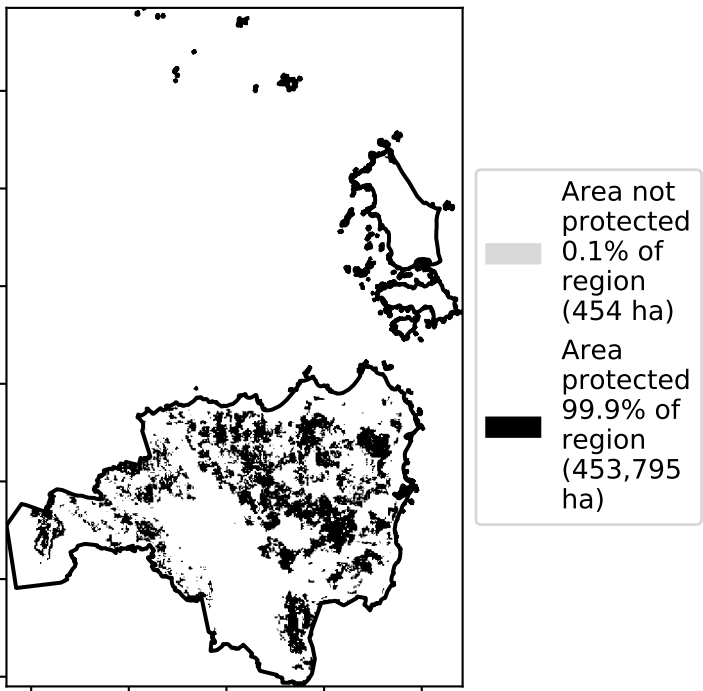 Area not
protected
0.1% of
region
(454 ha)
Area
protected
99.9% of
region
(453,795
ha)